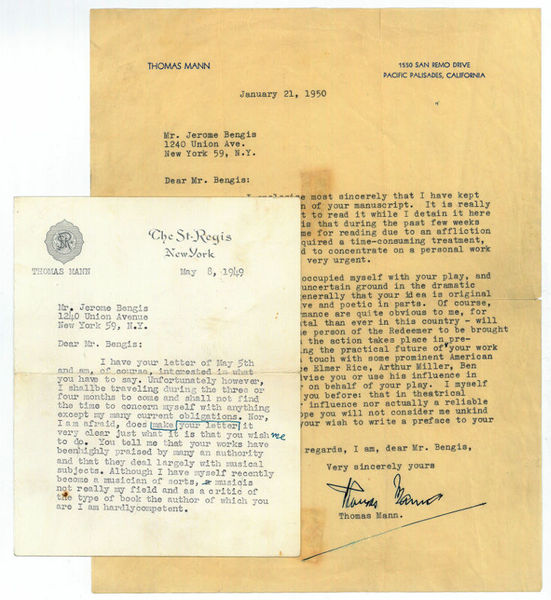 THOMAS MANN
1550 SAN REMO DRIVE
PACIFIC PALISADES, CALIFORNIA
January 21, 1950
Mr. Jerome Bengis
1240 Union Ave.
New York 59, N.Y.
Dear Mr. Bengis:
most sincerely that I have kept
n of your manuscript. It is really
t to read it while I detain it here
is that during the past few weeks
me for reading due to an affliction
quired a time-consuming treatment,
d to concentrate on a personal work
very urgent.
occupied myself with your play, and
uncertain ground in the dramatic
generally that your idea is original
ve and poetic in parts. Of course,
ormance are quite obvious to me, for
tal than ever in this country - will
e person of the Redeemer to be brought
the action takes place in pre-
ng the practical future of your work
touch with some prominent American
e Elmer Rice, Arthur Miller, Ben
vise you or use his influence in
on behalf of your play. I myself
you before: that in theatrical
influence nor actually a reliable
ope you will not consider me unkind
your wish to write a preface to your
regards, I am, dear Mr. Bengis,
Very sincerely yours
Thomas Mann
Thomas Mann.
SR
The St. Regis
New York
THOMAS MANN
May 8, 1949
Mr. Jerome Bengis
1240 Union Avenue
New York 59, N.Y.
Dear Mr. Bengis:
I have your letter of May 5th
and am, of course, interested in what
you have to say. Unfortunately however,
I shallbe traveling during the three or
four months to come and shall not find
the time to concern myself with anything
except my many current obligations. Nor,
I am afraid, does make your letter it
very clear just what it is that you wish me
to do. You tell me that your works have
beenhighly praised by many an authority
and that they deal largely with musical
subjects. Although I have myself recently
become a musician of sorts, musicis
not really my field and as a critic of
the type of book the author of which you
are I am hardlycompetent.